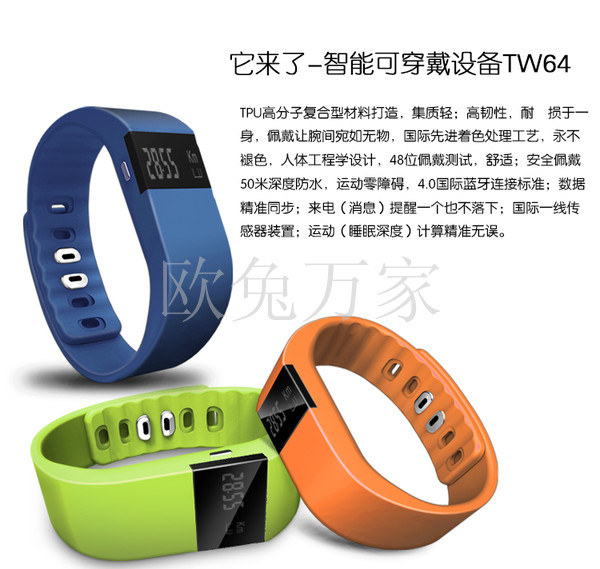 它来了-智能可穿戴设备TW64
TPU高分子复合型材料打造，集质轻；高韧性，耐 损于一
身，佩戴让腕间宛如无物，国际先进着色处理工艺，永不
褪色，人体工程学设计，48位佩戴测试，舒适；安全佩戴
50米深度防水，运动零障碍，4.0国际蓝牙连接标准；数据
精准同步；来电（消息）提醒一个也不落下；国际一线传
感器装置；运动（睡眠深度）计算精准无误。
2855 Km
欧兔万家
2855 Km
2855 Km